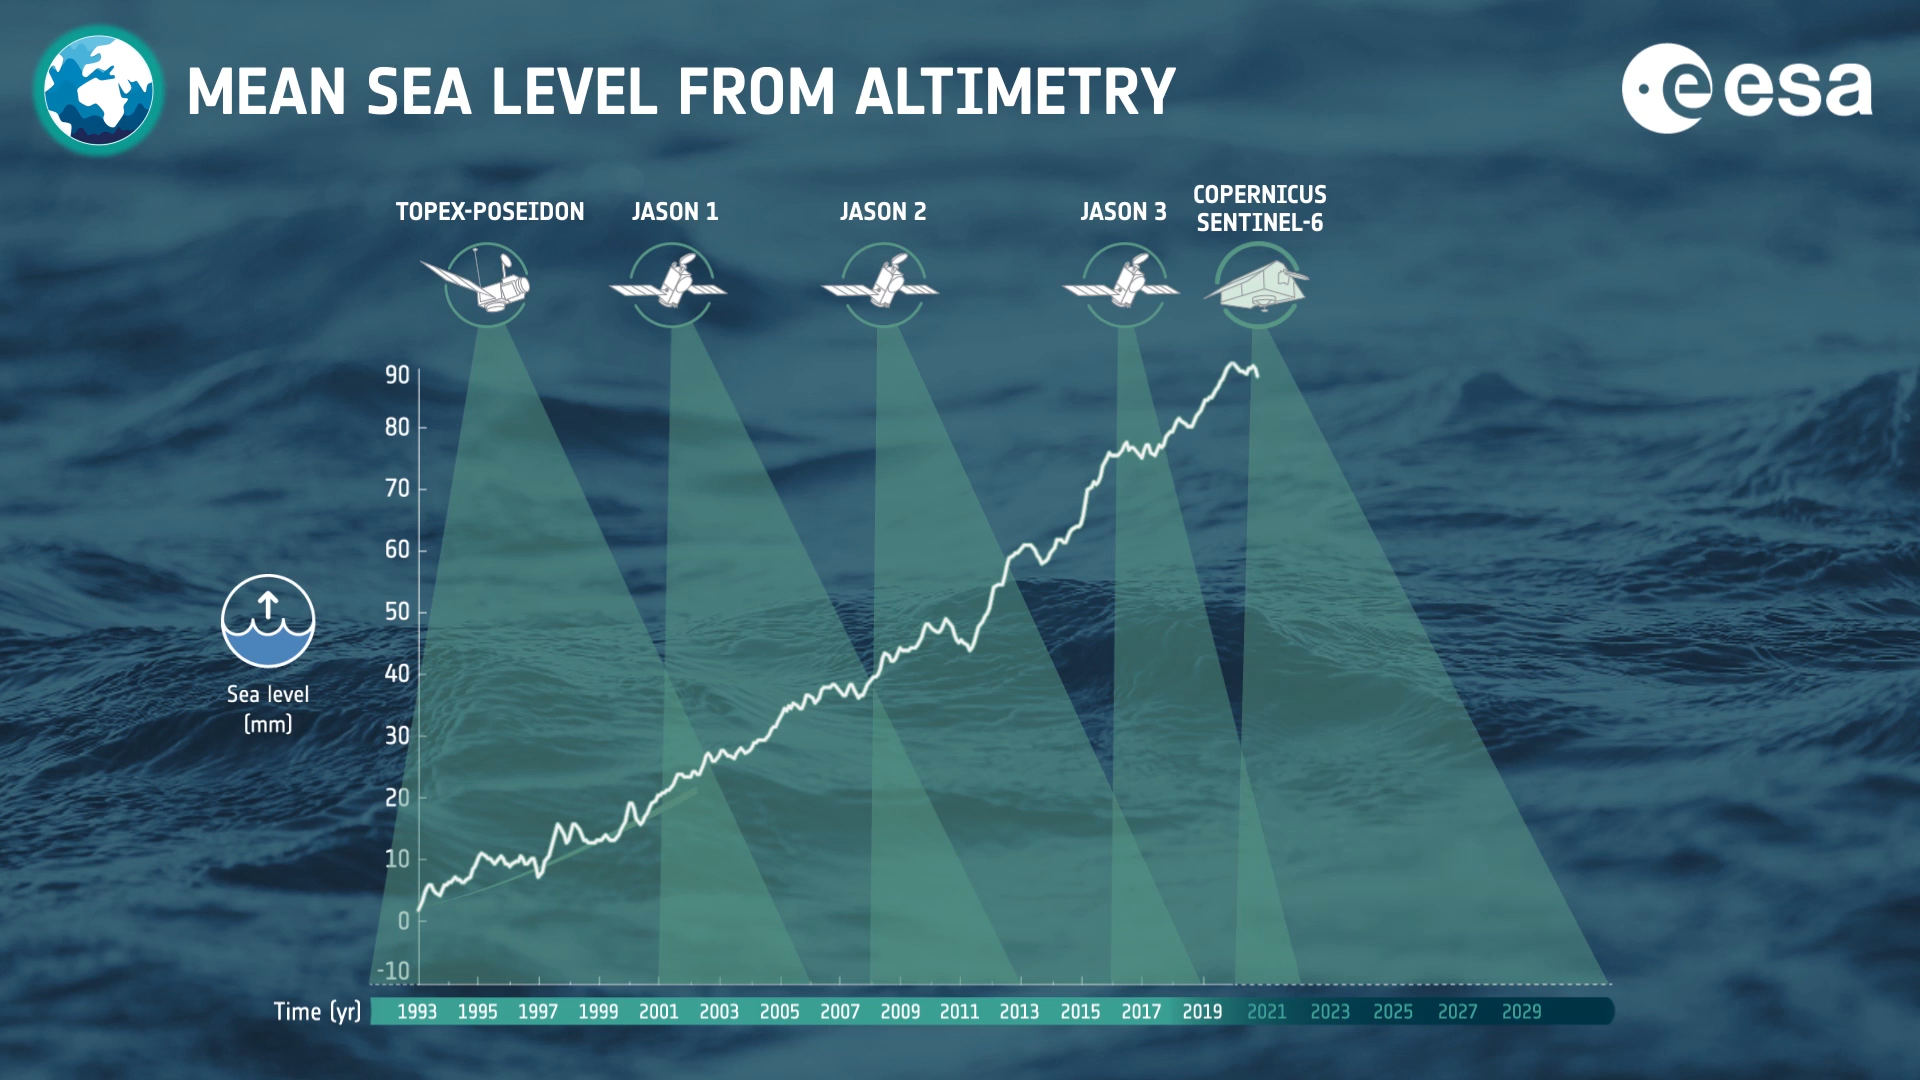 MEAN SEA LEVEL FROM ALTIMETRY
esa
TOPEX-POSEIDON
JASON 1
JASON 2
JASON 3
COPERNICUS
SENTINEL-6
90
80
70
60
50
40
30
20
10
0
-10
Sea level
(mm)
Time (yr)
1993 1995 1997 1999 2001 2003 2005 2007 2009 2011 2013 2015 2017 2019 2021 2023 2025 2027 2029